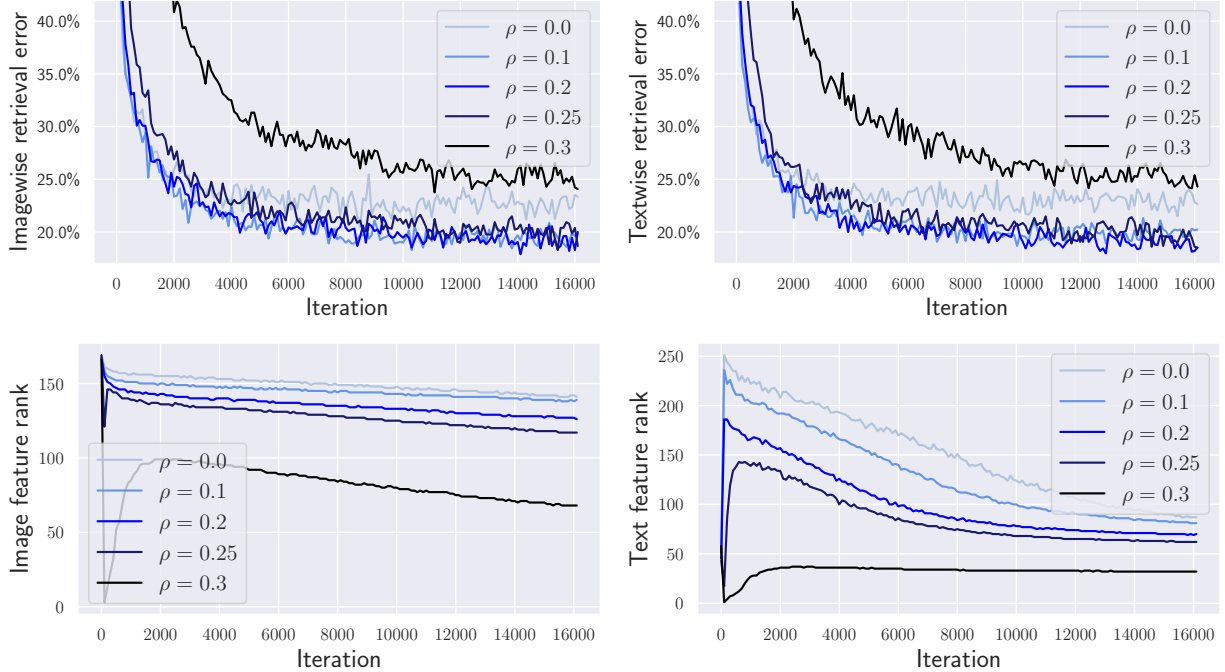 Imagewise retrieval error
40.0%
35.0%
30.0%
25.0%
20.0%
ρ = 0.0
ρ = 0.1
ρ = 0.2
ρ = 0.25
ρ = 0.3
0 2000 4000 6000 8000 10000 12000 14000 16000
Iteration
Textwise retrieval error
40.0%
35.0%
30.0%
25.0%
20.0%
ρ = 0.0
ρ = 0.1
ρ = 0.2
ρ = 0.25
ρ = 0.3
0 2000 4000 6000 8000 10000 12000 14000 16000
Iteration
Image feature rank
150
100
50
0
ρ = 0.0
ρ = 0.1
ρ = 0.2
ρ = 0.25
ρ = 0.3
0 2000 4000 6000 8000 10000 12000 14000 16000
Iteration
Text feature rank
250
200
150
100
50
0
ρ = 0.0
ρ = 0.1
ρ = 0.2
ρ = 0.25
ρ = 0.3
0 2000 4000 6000 8000 10000 12000 14000 16000
Iteration